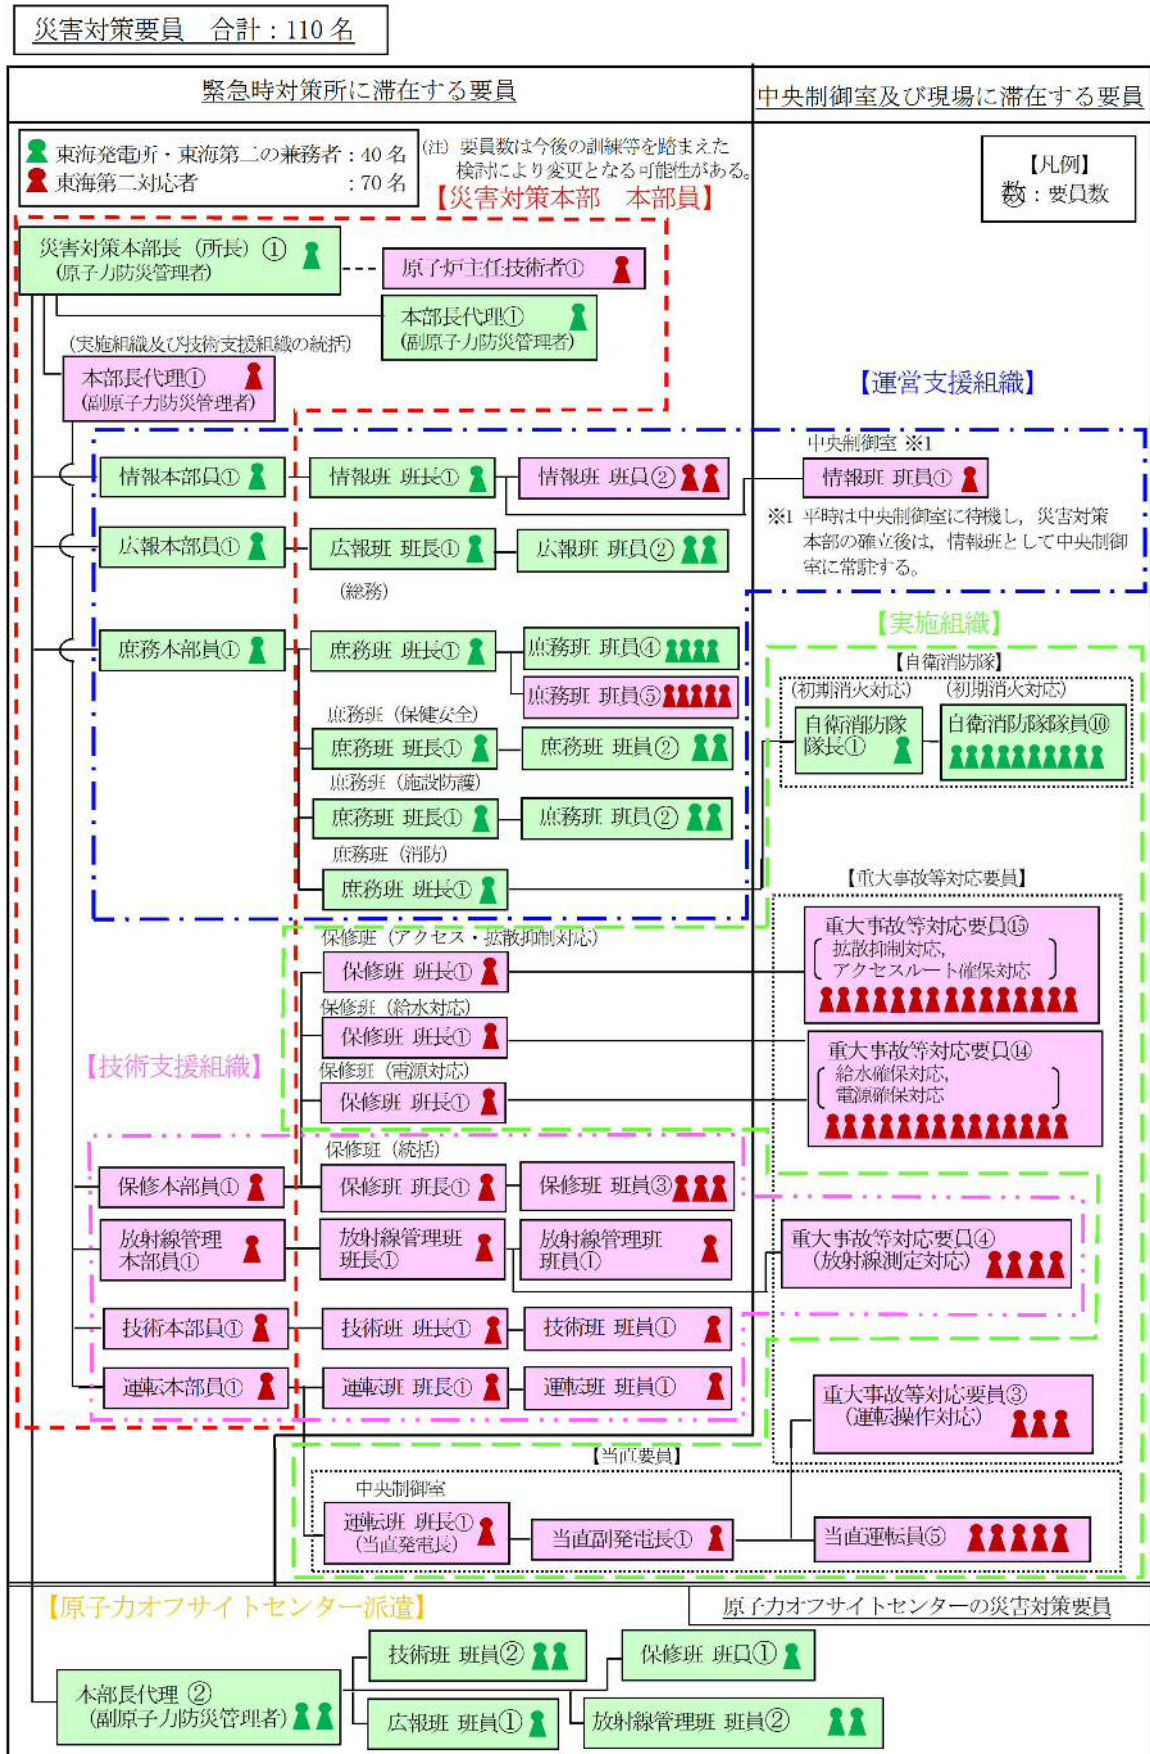 災害対策要員　合計：110名
緊急時対策所に滞在する要員
中央制御室及び現場に滞在する要員
東海発電所・東海第二の兼務者：40名
東海第二対応者　　　　　　　：70名
(注) 要員数は今後の訓練等を踏まえた
検討により変更となる可能性がある。
【凡例】
数：要員数
【災害対策本部　本部員】
災害対策本部長（所長）①
(原子力防災管理者)
原子炉主任技術者①
本部長代理①
(副原子力防災管理者)
(実施組織及び技術支援組織の統括)
本部長代理①
(副原子力防災管理者)
【運営支援組織】
中央制御室 ※1
情報本部員①
情報班 班長①
情報班 班員②
情報班 班員①
※1 平時は中央制御室に待機し，災害対策
本部の確立後は，情報班として中央制御
室に常駐する。
広報本部員①
広報班 班長①
広報班 班員②
(総務)
庶務本部員①
庶務班 班長①
庶務班 班員④
庶務班 班員⑤
庶務班（保健安全）
庶務班 班長①
庶務班 班員②
庶務班（施設防護）
庶務班 班長①
庶務班 班員②
庶務班（消防）
庶務班 班長①
【実施組織】
【自衛消防隊】
(初期消火対応)
(初期消火対応)
自衛消防隊
隊長①
自衛消防隊隊員⑩
【重大事故等対応要員】
保修班（アクセス・拡散抑制対応）
保修班 班長①
重大事故等対応要員⑮
拡散抑制対応，
アクセスルート確保対応
保修班（給水対応）
保修班 班長①
保修班（電源対応）
保修班 班長①
重大事故等対応要員⑭
給水確保対応，
電源確保対応
【技術支援組織】
保修班（統括）
保修本部員①
保修班 班長①
保修班 班員③
放射線管理
本部員①
放射線管理班
班長①
放射線管理班
班員①
重大事故等対応要員④
(放射線測定対応)
技術本部員①
技術班 班長①
技術班 班員①
運転本部員①
運転班 班長①
運転班 班員①
重大事故等対応要員③
(運転操作対応)
【当直要員】
中央制御室
運転班 班長①
(当直発電長)
当直副発電長①
当直運転員⑤
【原子力オフサイトセンター派遣】
原子力オフサイトセンターの災害対策要員
技術班 班員②
保修班 班員①
本部長代理 ②
(副原子力防災管理者)
広報班 班員①
放射線管理班 班員②